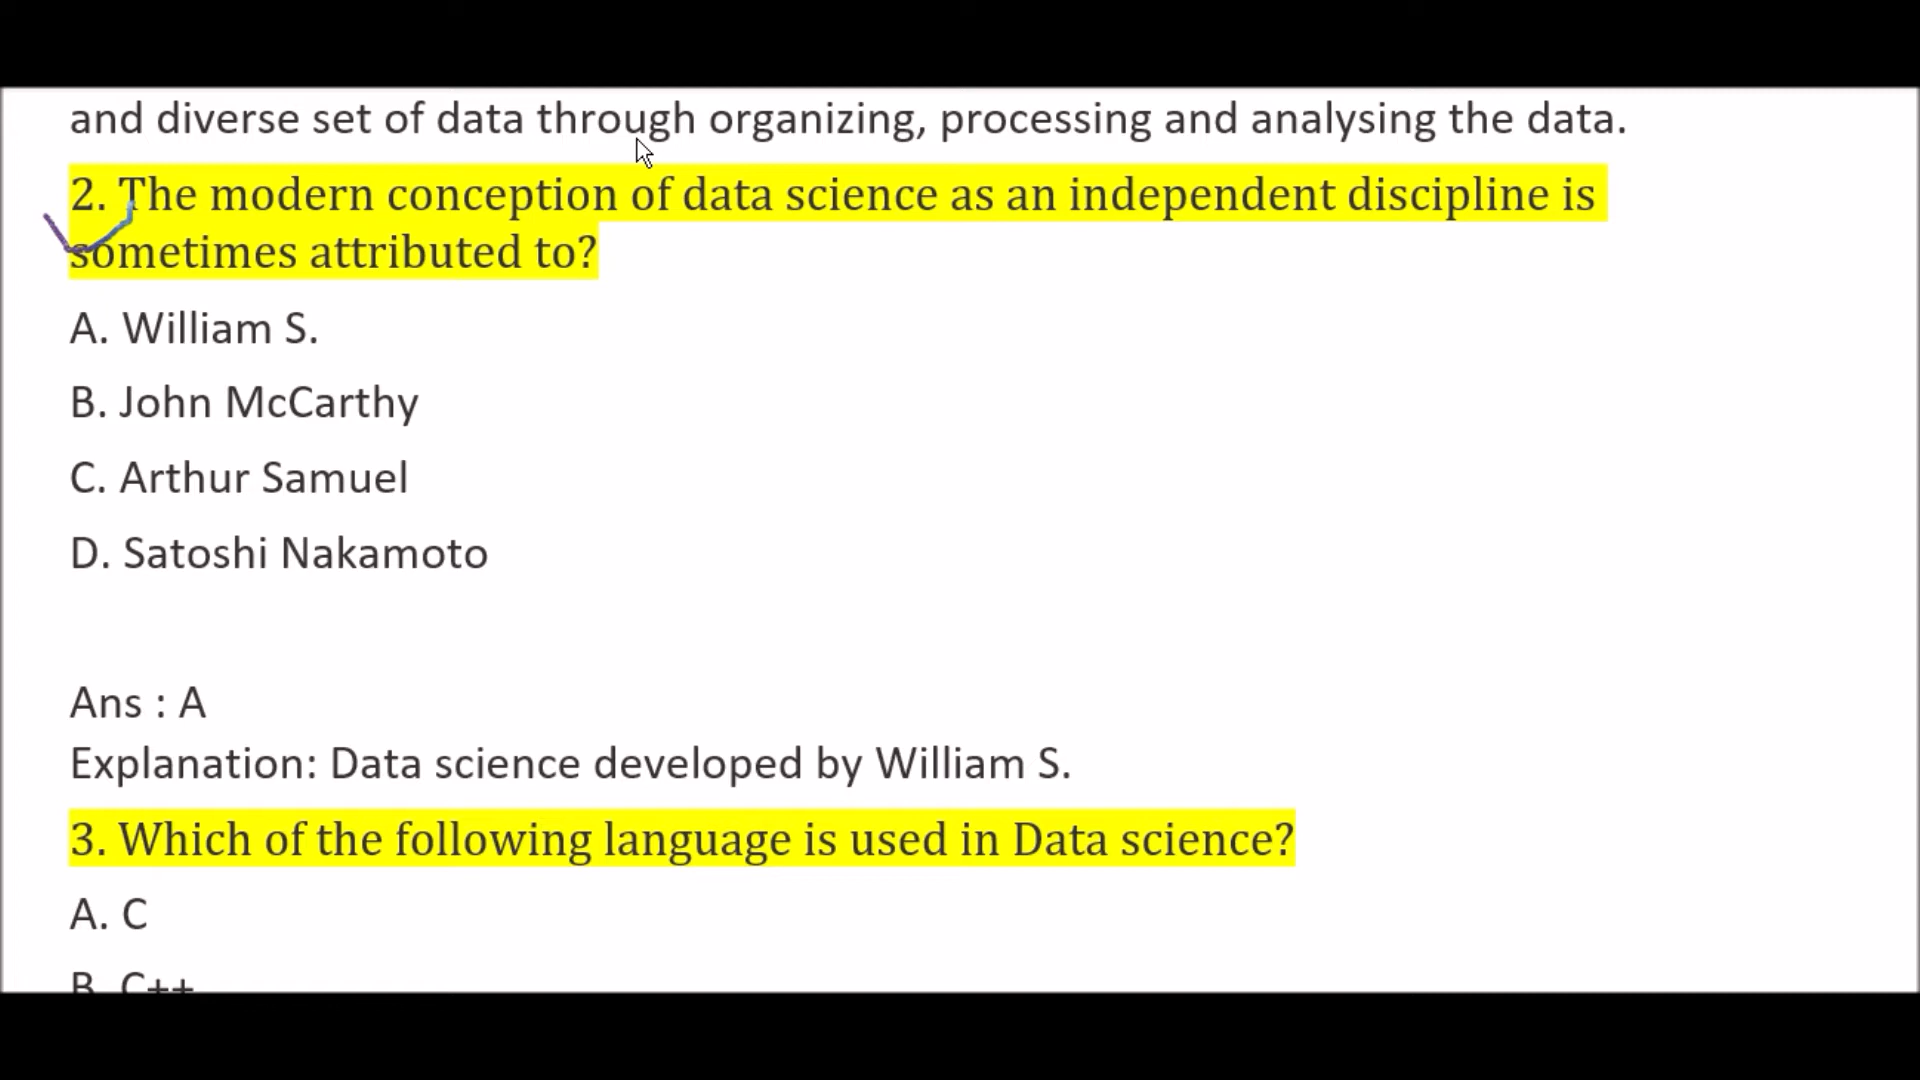 and diverse set of data through organizing, processing and analysing the data.
2. The modern conception of data science as an independent discipline is
sometimes attributed to?
A. William S.
B. John McCarthy
C. Arthur Samuel
D. Satoshi Nakamoto
Ans : A
Explanation: Data science developed by William S.
3. Which of the following language is used in Data science?
A. C
B. C++